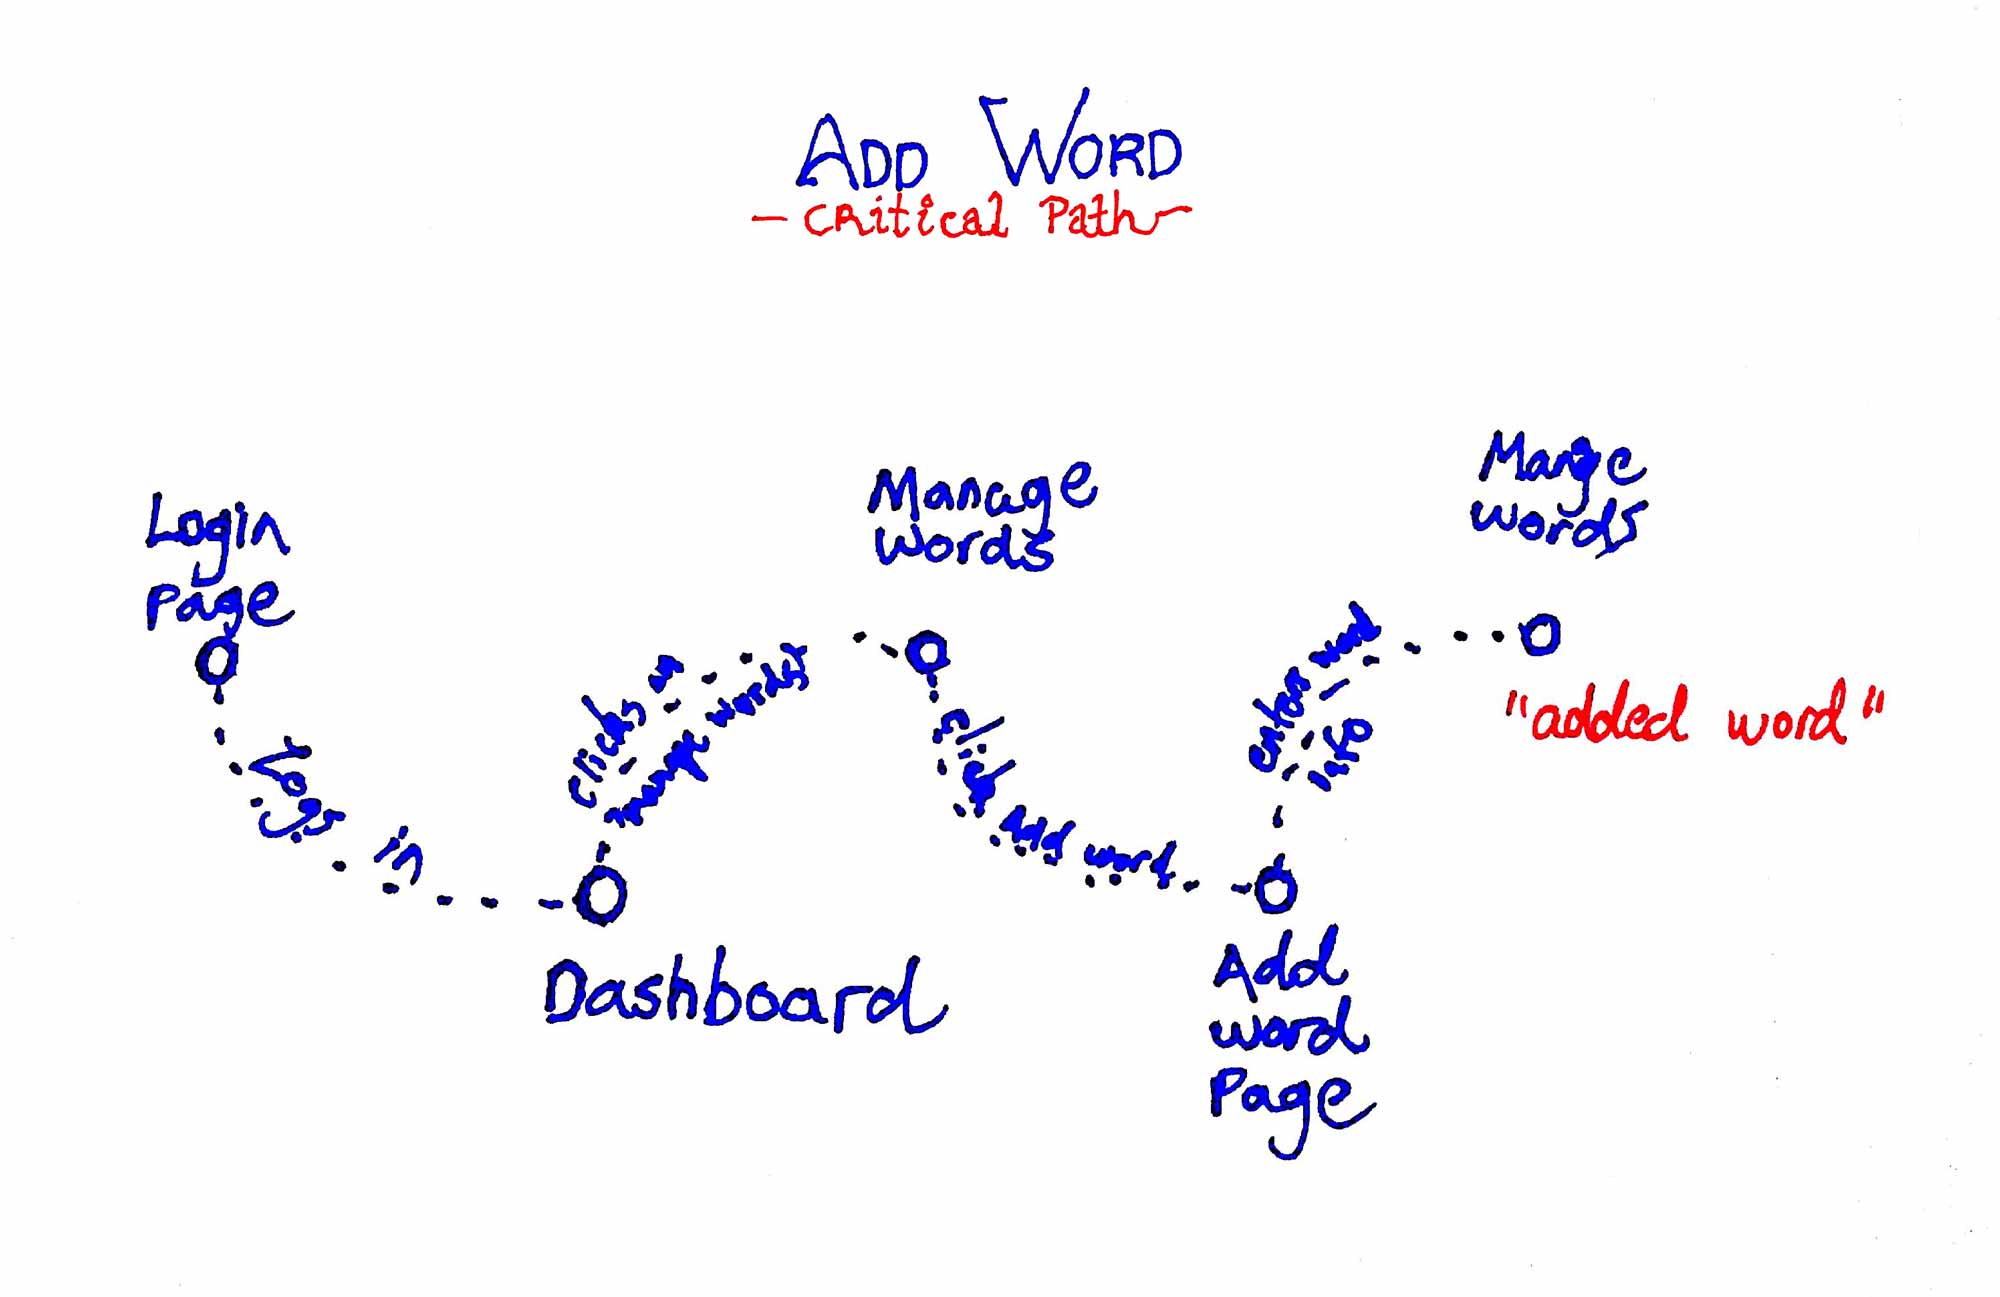 ADD WORD
- Critical Path -
Login
Page
logs in
Dashboard
clicks on
manage words
Manage
words
click Add word
Add
word
Page
enters word
info
Mange
words
"added word"